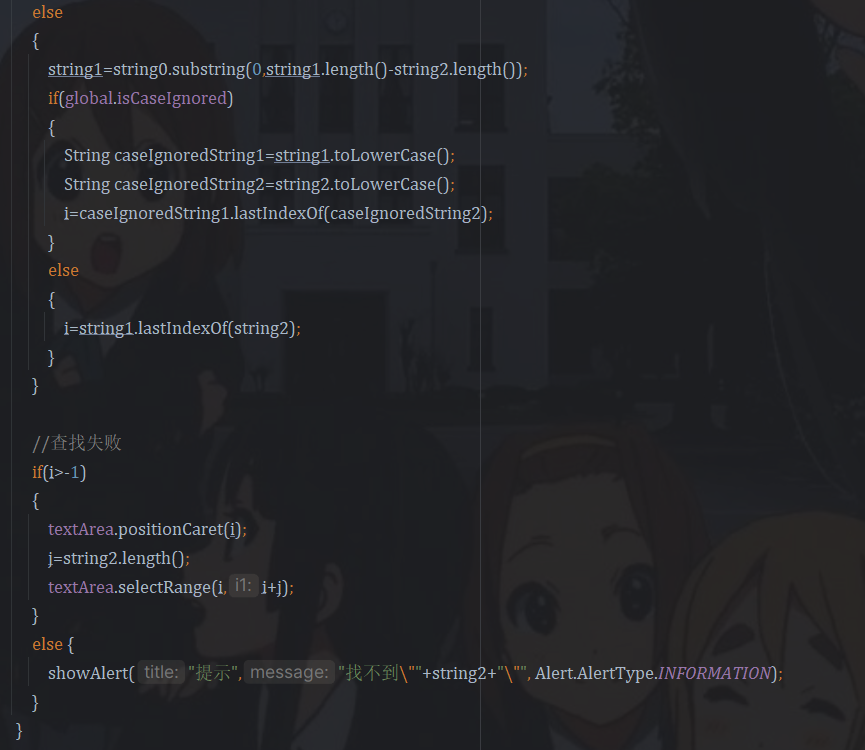 else
{
string1=string0.substring(0,string1.length()-string2.length());
if(global.isCaseIgnored)
{
String caseIgnoredString1=string1.toLowerCase();
String caseIgnoredString2=string2.toLowerCase();
i=caseIgnoredString1.lastIndexOf(caseIgnoredString2);
}
else
{
i=string1.lastIndexOf(string2);
}
}
//查找失败
if(i>-1)
{
textArea.positionCaret(i);
j=string2.length();
textArea.selectRange(i, i1: i+j);
}
else {
showAlert( title: "提示", message: "找不到\""+string2+"\"", Alert.AlertType.INFORMATION);
}
}